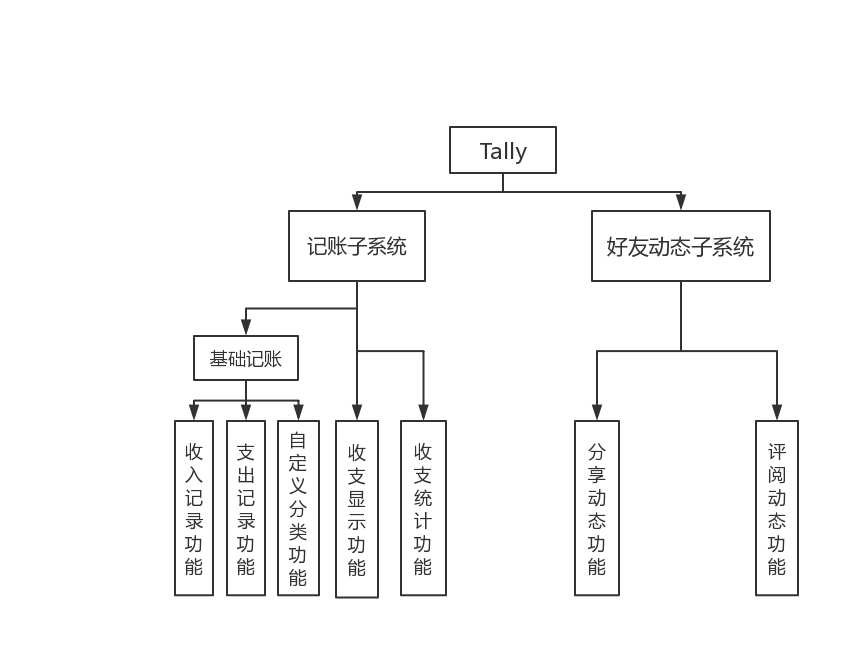 Tally
记账子系统
好友动态子系统
基础记账
收入记录功能
支出记录功能
自定义分类功能
收支显示功能
收支统计功能
分享动态功能
评阅动态功能